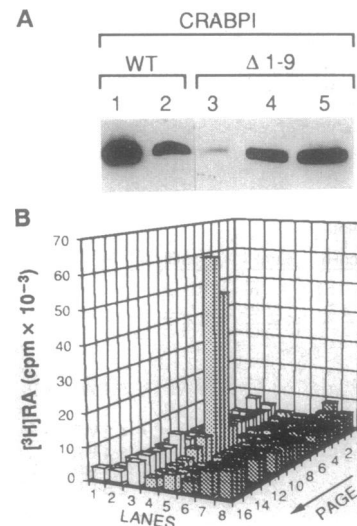 A
CRABPI
WT Δ 1-9
1 2 3 4 5
B
70
60
50
40
30
20
10
0
[³H]RA (cpm × 10⁻³)
1 2 3 4 5 6 7 8
LANES
16 14 12 10 8 6 4 2
PAGE